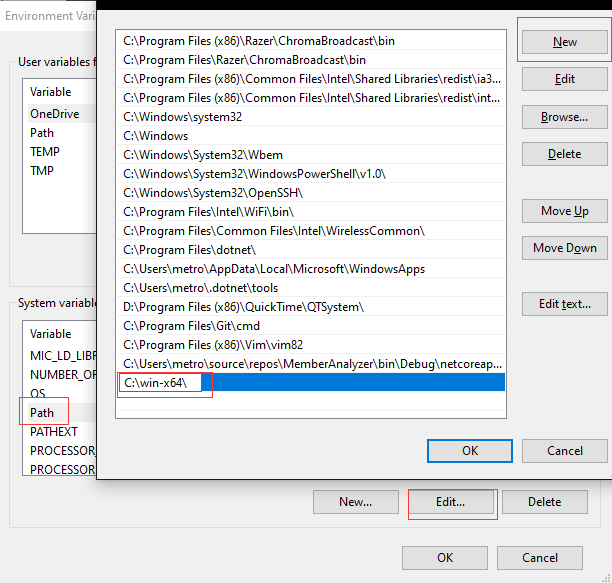 Environment Varia
User variables f
Variable
OneDrive
Path
TEMP
TMP
System variable
Variable
MIC_LD_LIBR
NUMBER_OF
OS
Path
PATHEXT
PROCESSOR_
PROCESSOR
New...
Edit...
Delete
OK
Cancel
C:\Program Files (x86)\Razer\ChromaBroadcast\bin
C:\Program Files\Razer\ChromaBroadcast\bin
C:\Program Files (x86)\Common Files\Intel\Shared Libraries\redist\ia3...
C:\Program Files (x86)\Common Files\Intel\Shared Libraries\redist\int...
C:\Windows\system32
C:\Windows
C:\Windows\System32\Wbem
C:\Windows\System32\WindowsPowerShell\v1.0\
C:\Windows\System32\OpenSSH\
C:\Program Files\Intel\WiFi\bin\
C:\Program Files\Common Files\Intel\WirelessCommon\
C:\Program Files\dotnet\
C:\Users\metro\AppData\Local\Microsoft\WindowsApps
C:\Users\metro\.dotnet\tools
D:\Program Files (x86)\QuickTime\QTSystem\
C:\Program Files\Git\cmd
C:\Program Files (x86)\Vim\vim82
C:\Users\metro\source\repos\MemberAnalyzer\bin\Debug\netcoreap...
C:\win-x64\
New
Edit
Browse...
Delete
Move Up
Move Down
Edit text...
OK
Cancel